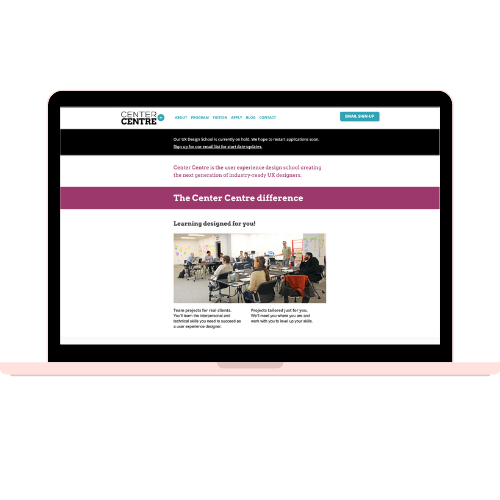 CENTER
CENTRE
ABOUT PROGRAM TUITION APPLY BLOG CONTACT
EMAIL SIGN-UP
Our UX Design School is currently on hold. We hope to restart applications soon.
Sign up for our email list for start date updates.
Center Centre is the user experience design school creating
the next generation of industry-ready UX designers.
The Center Centre difference
Learning designed for you!
Team projects for real clients.
You'll learn the interpersonal and
technical skills you need to succeed as
a user experience designer.
Projects tailored just for you.
We'll meet you where you are and
work with you to level up your skills.